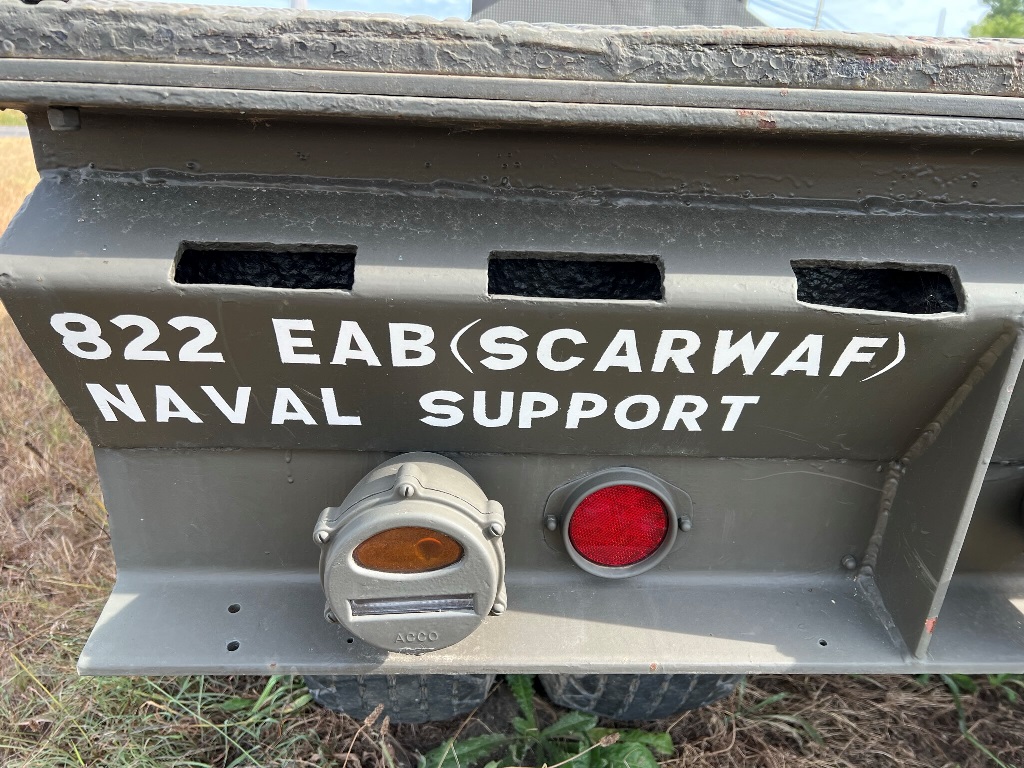 822 EAB (SCARWAF)
NAVAL SUPPORT
ACCO